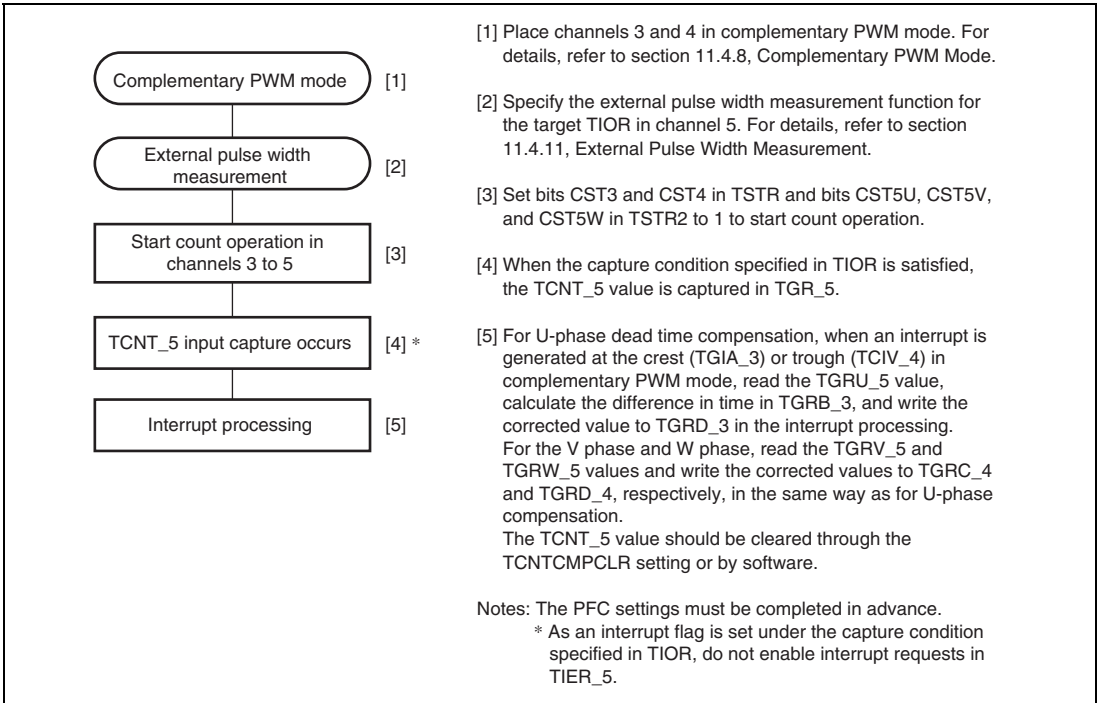 Complementary PWM mode [1]
External pulse width
measurement [2]
Start count operation in
channels 3 to 5 [3]
TCNT_5 input capture occurs [4] *
Interrupt processing [5]
[1] Place channels 3 and 4 in complementary PWM mode. For
details, refer to section 11.4.8, Complementary PWM Mode.
[2] Specify the external pulse width measurement function for
the target TIOR in channel 5. For details, refer to section
11.4.11, External Pulse Width Measurement.
[3] Set bits CST3 and CST4 in TSTR and bits CST5U, CST5V,
and CST5W in TSTR2 to 1 to start count operation.
[4] When the capture condition specified in TIOR is satisfied,
the TCNT_5 value is captured in TGR_5.
[5] For U-phase dead time compensation, when an interrupt is
generated at the crest (TGIA_3) or trough (TCIV_4) in
complementary PWM mode, read the TGRU_5 value,
calculate the difference in time in TGRB_3, and write the
corrected value to TGRD_3 in the interrupt processing.
For the V phase and W phase, read the TGRV_5 and
TGRW_5 values and write the corrected values to TGRC_4
and TGRD_4, respectively, in the same way as for U-phase
compensation.
The TCNT_5 value should be cleared through the
TCNTCMPCLR setting or by software.
Notes: The PFC settings must be completed in advance.
* As an interrupt flag is set under the capture condition
specified in TIOR, do not enable interrupt requests in
TIER_5.